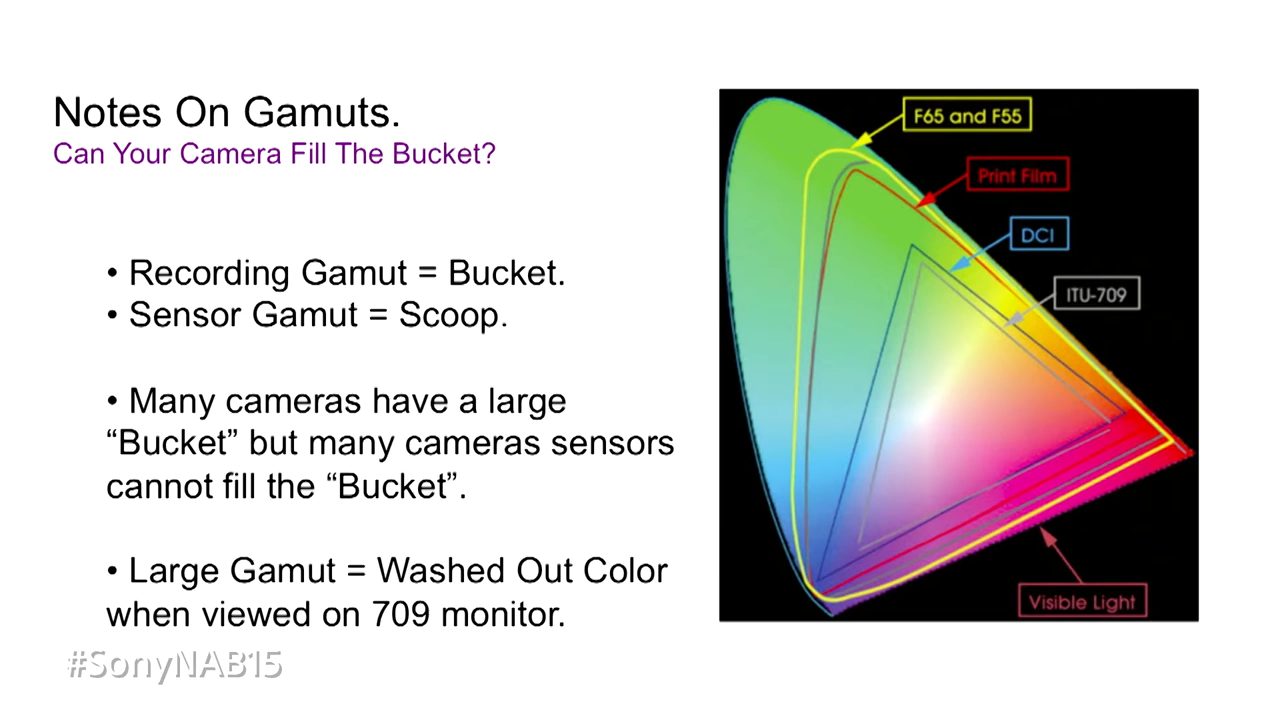 Notes On Gamuts.
Can Your Camera Fill The Bucket?
• Recording Gamut = Bucket.
• Sensor Gamut = Scoop.
• Many cameras have a large
“Bucket” but many cameras sensors
cannot fill the “Bucket”.
• Large Gamut = Washed Out Color
when viewed on 709 monitor.
#SonyNAB15
F65 and F55
Print Film
DCI
ITU-709
Visible Light